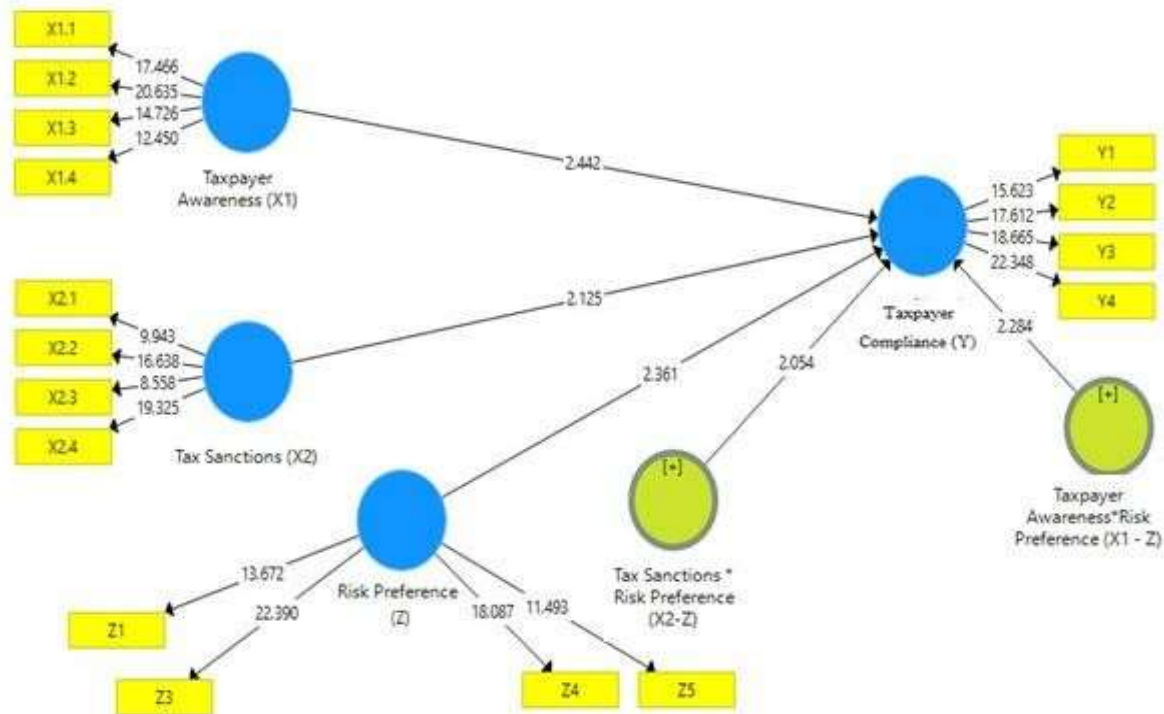 X1.1
17.466
X1.2
20.635
X1.3
14.726
12.450
X1.4
Taxpayer
Awareness (X1)
2.442
Y1
15.623
Y2
17.612
18.665
Y3
22.348
Y4
Taxpayer
Compliance (Y)
X2.1
9.943
X2.2
16.638
X2.3
8.558
19.325
X2.4
Tax Sanctions (X2)
2.125
2.361
2.054
2.284
[+]
Taxpayer
Awareness*Risk
Preference (X1 - Z)
[+]
Tax Sanctions *
Risk Preference
(X2-Z)
Risk Preference
(Z)
13.672
22.390
18.087
11.493
Z1
Z3
Z4
Z5